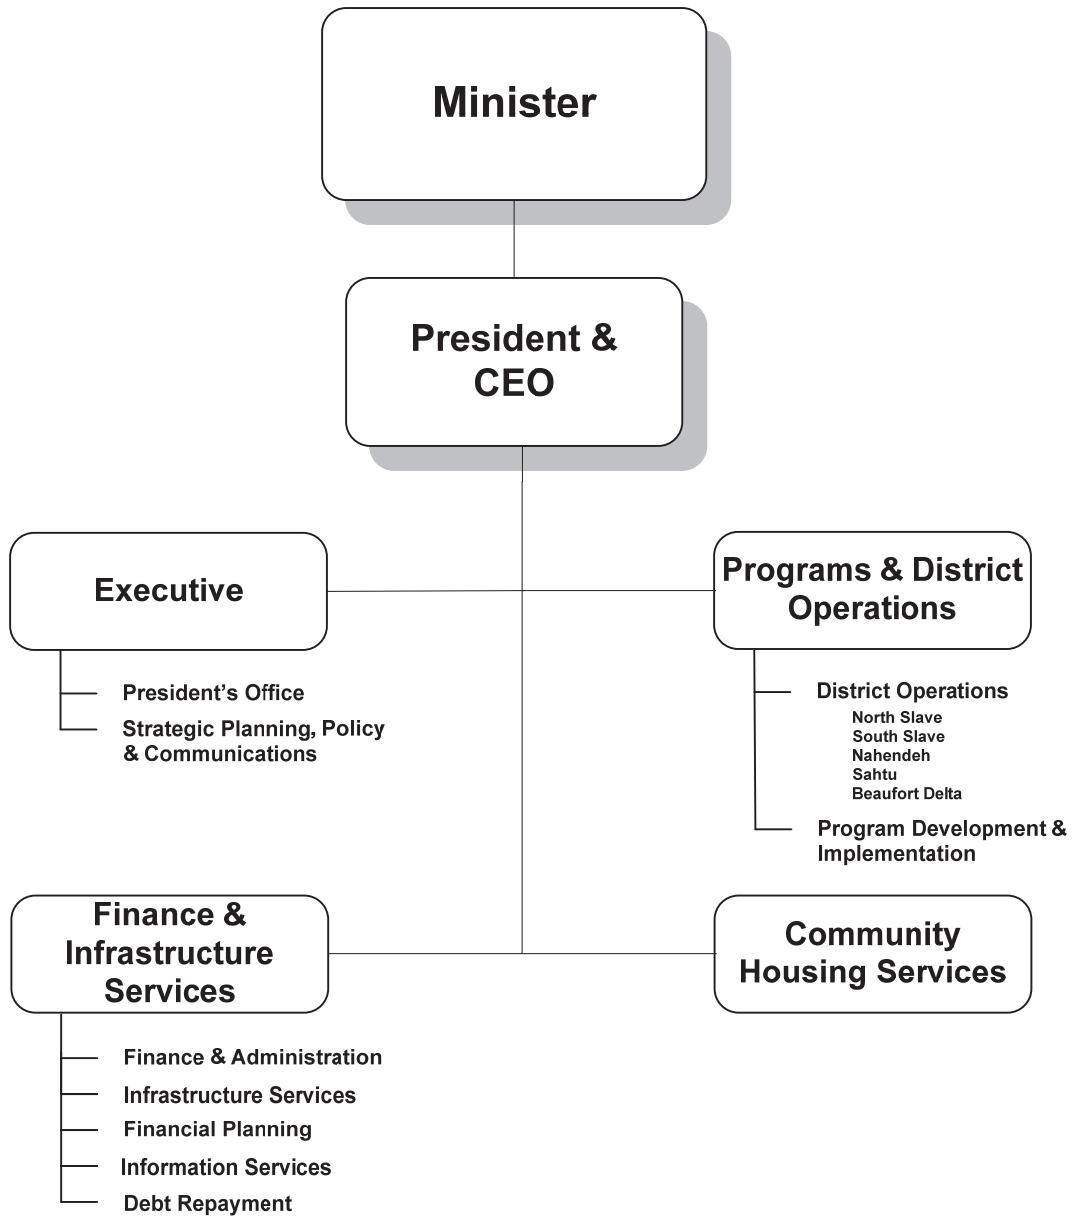 Minister
President &
CEO
Executive
President's Office
Strategic Planning, Policy
& Communications
Programs & District
Operations
District Operations
North Slave
South Slave
Nahendeh
Sahtu
Beaufort Delta
Program Development &
Implementation
Finance &
Infrastructure
Services
Finance & Administration
Infrastructure Services
Financial Planning
Information Services
Debt Repayment
Community
Housing Services